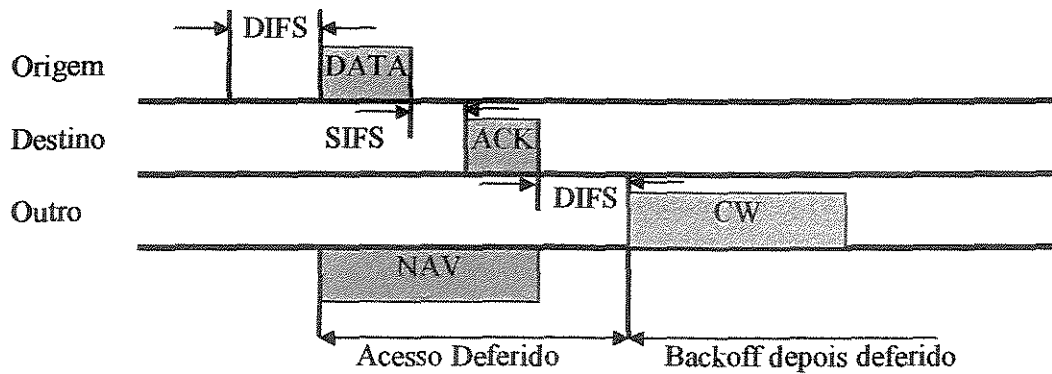 DIFS
Origem
DATA
Destino
SIFS
ACK
Outro
DIFS
CW
NAV
Acesso Deferido
Backoff depois deferido